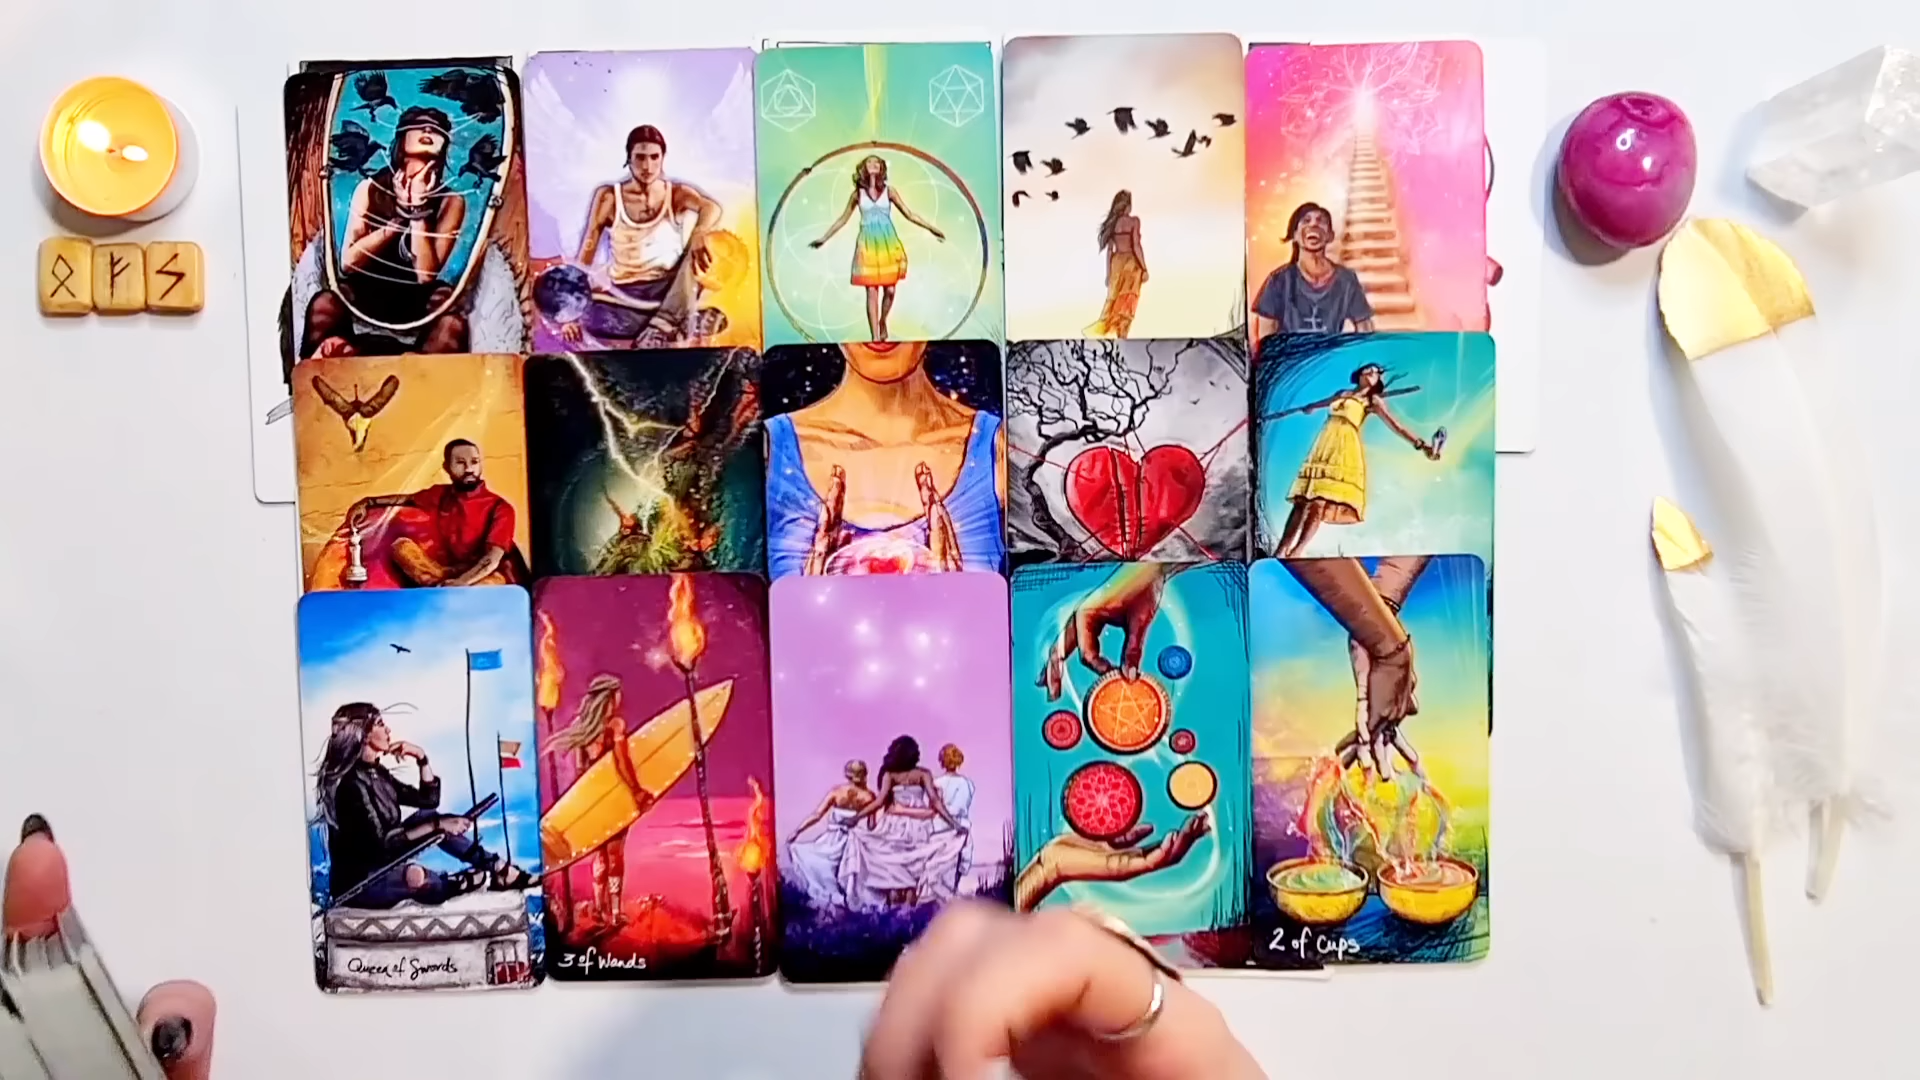 ᛟ ᚠ ᛊ
Queen of Swords
3 of Wands
2 of Cups